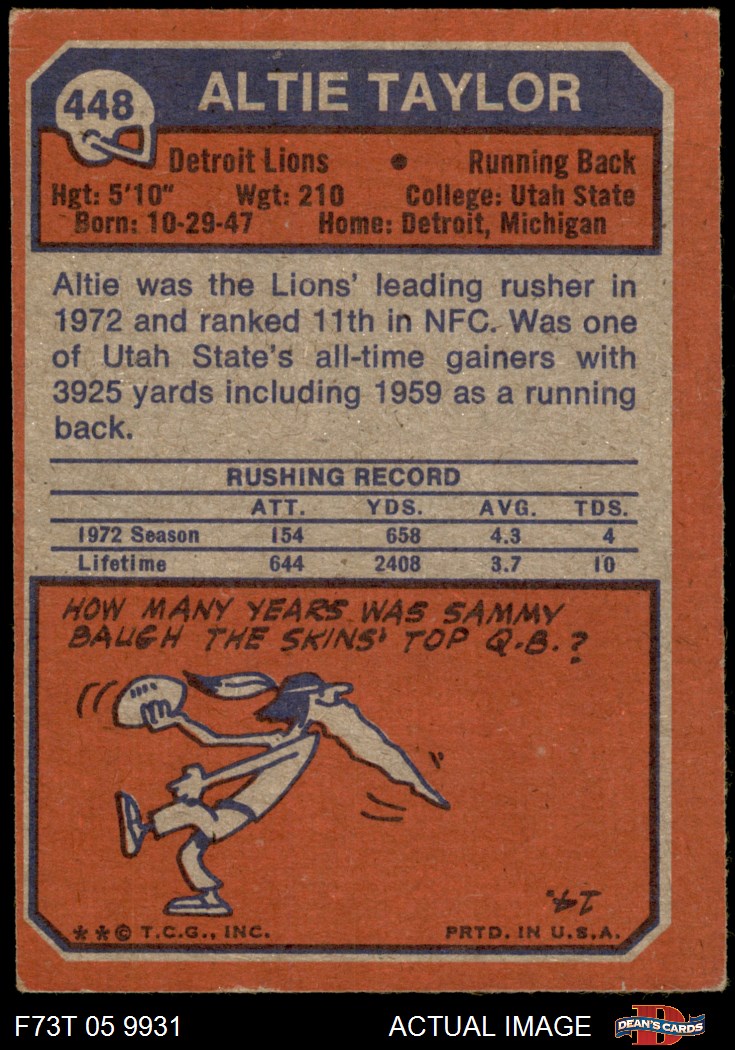 448
ALTIE TAYLOR
Detroit Lions • Running Back
Hgt: 5'10" Wgt: 210 College: Utah State
Born: 10-29-47 Home: Detroit, Michigan
Altie was the Lions' leading rusher in
1972 and ranked 11th in NFC. Was one
of Utah State's all-time gainers with
3925 yards including 1959 as a running
back.
RUSHING RECORD
ATT. YDS. AVG. TDS.
1972 Season 154 658 4.3 4
Lifetime 644 2408 3.7 10
HOW MANY YEARS WAS SAMMY
BAUGH THE SKINS' TOP Q.B.?
14.
**© T.C.G., INC. PRTD. IN U.S.A.
F73T 05 9931 ACTUAL IMAGE DEAN'S CARDS